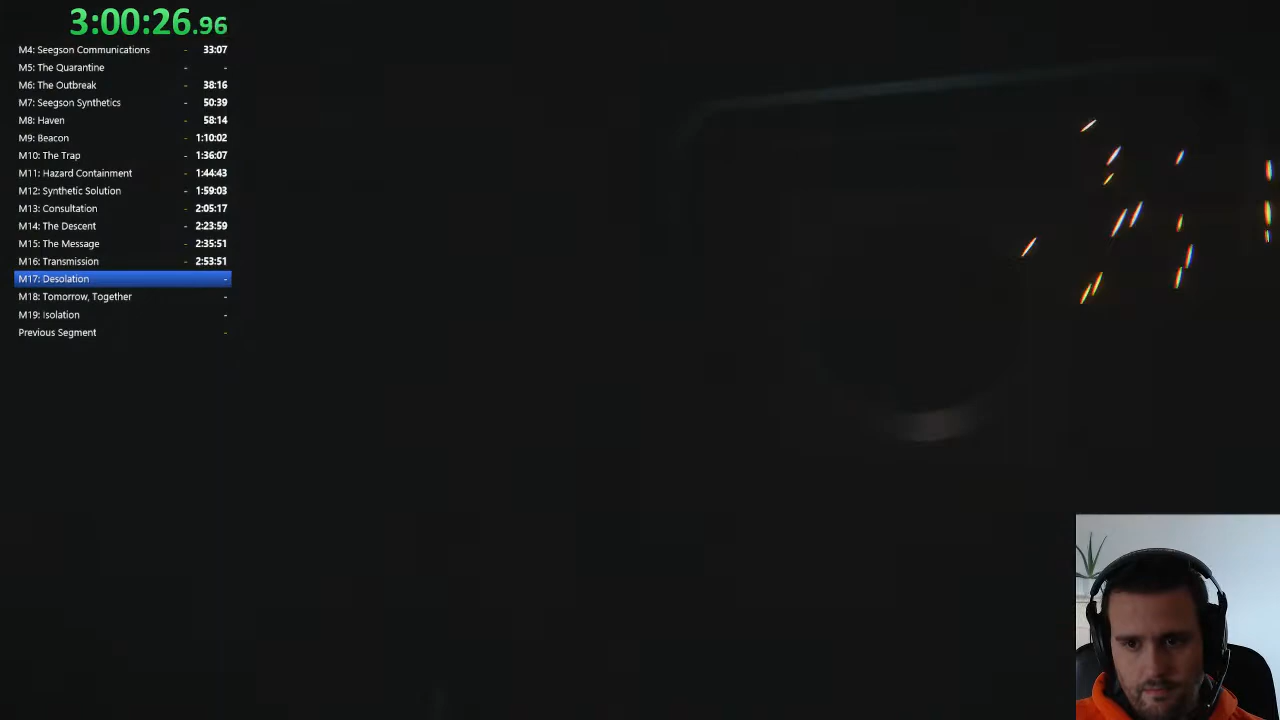 3:00:26.96
M4: Seegson Communications - 33:07
M5: The Quarantine - -
M6: The Outbreak - 38:16
M7: Seegson Synthetics - 50:39
M8: Haven - 58:14
M9: Beacon - 1:10:02
M10: The Trap - 1:36:07
M11: Hazard Containment - 1:44:43
M12: Synthetic Solution - 1:59:03
M13: Consultation - 2:05:17
M14: The Descent - 2:23:59
M15: The Message - 2:35:51
M16: Transmission - 2:53:51
M17: Desolation -
M18: Tomorrow, Together -
M19: Isolation -
Previous Segment -